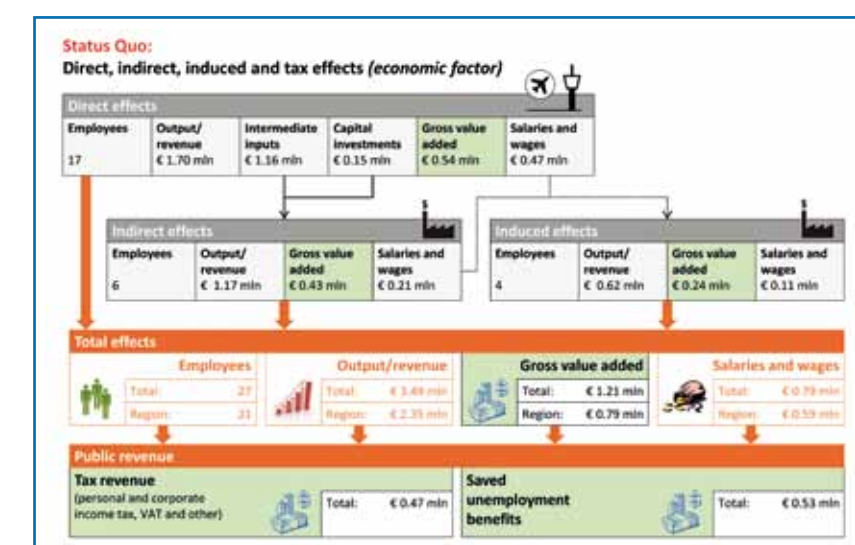 Status Quo:
Direct, indirect, induced and tax effects (economic factor)
Direct effects
Employees
17
Output/
revenue
€ 1.70 mln
Intermediate
inputs
€ 1.16 mln
Capital
investments
€ 0.15 mln
Gross value
added
€ 0.54 mln
Salaries and
wages
€ 0.47 mln
$
Indirect effects
Employees
6
Output/
revenue
€ 1.17 mln
Gross value
added
€ 0.43 mln
Salaries and
wages
€ 0.21 mln
$
Induced effects
Employees
4
Output/
revenue
€ 0.62 mln
Gross value
added
€ 0.24 mln
Salaries and
wages
€ 0.11 mln
Total effects
Employees
Total: 27
Region: 21
Output/revenue
Total: € 3.49 mln
Region: € 2.35 mln
Gross value added
Total: € 1.21 mln
Region: € 0.79 mln
Salaries and wages
Total: € 0.79 mln
Region: € 0.59 mln
Public revenue
Tax revenue
(personal and corporate
income tax, VAT and other)
Total: € 0.47 mln
Saved
unemployment
benefits
Total: € 0.53 mln